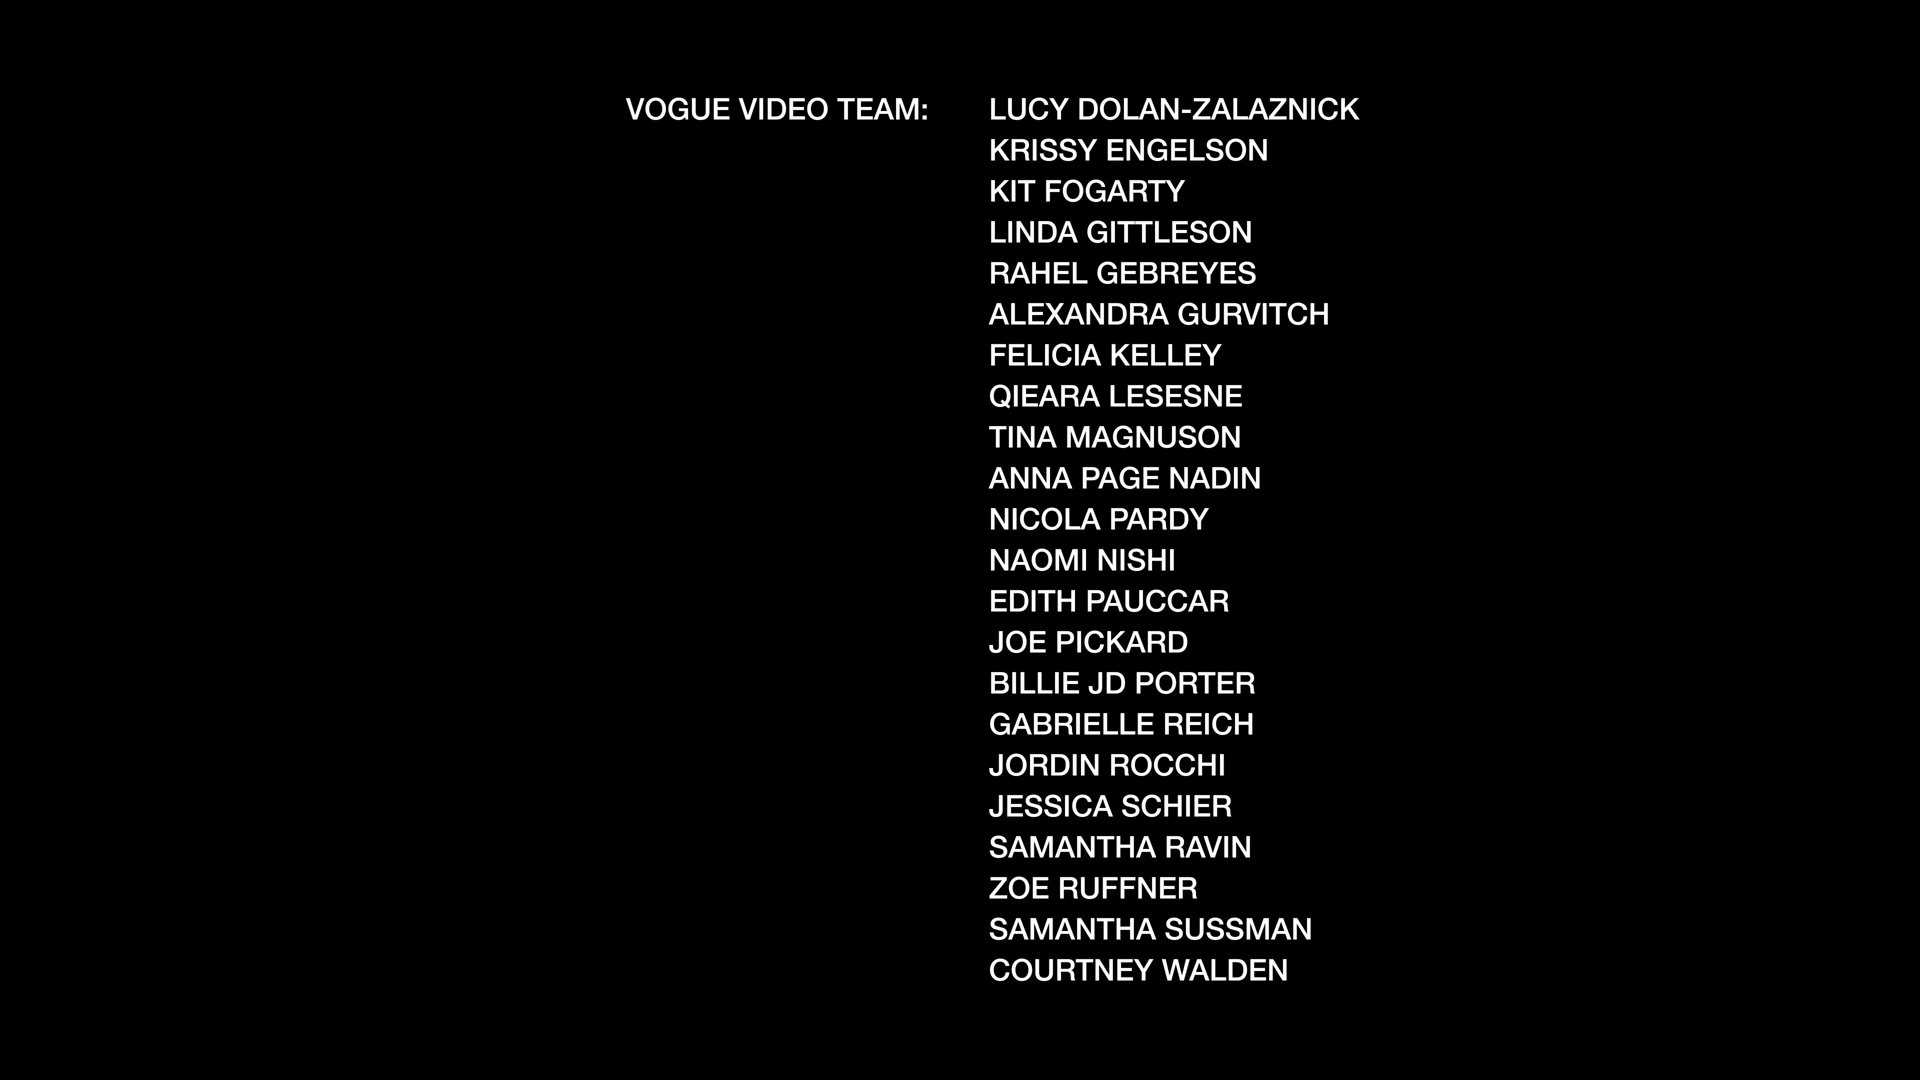 VOGUE VIDEO TEAM: LUCY DOLAN-ZALAZNICK
KRISSY ENGELSON
KIT FOGARTY
LINDA GITTLESON
RAHEL GEBREYES
ALEXANDRA GURVITCH
FELICIA KELLEY
QIEARA LESESNE
TINA MAGNUSON
ANNA PAGE NADIN
NICOLA PARDY
NAOMI NISHI
EDITH PAUCCAR
JOE PICKARD
BILLIE JD PORTER
GABRIELLE REICH
JORDIN ROCCHI
JESSICA SCHIER
SAMANTHA RAVIN
ZOE RUFFNER
SAMANTHA SUSSMAN
COURTNEY WALDEN